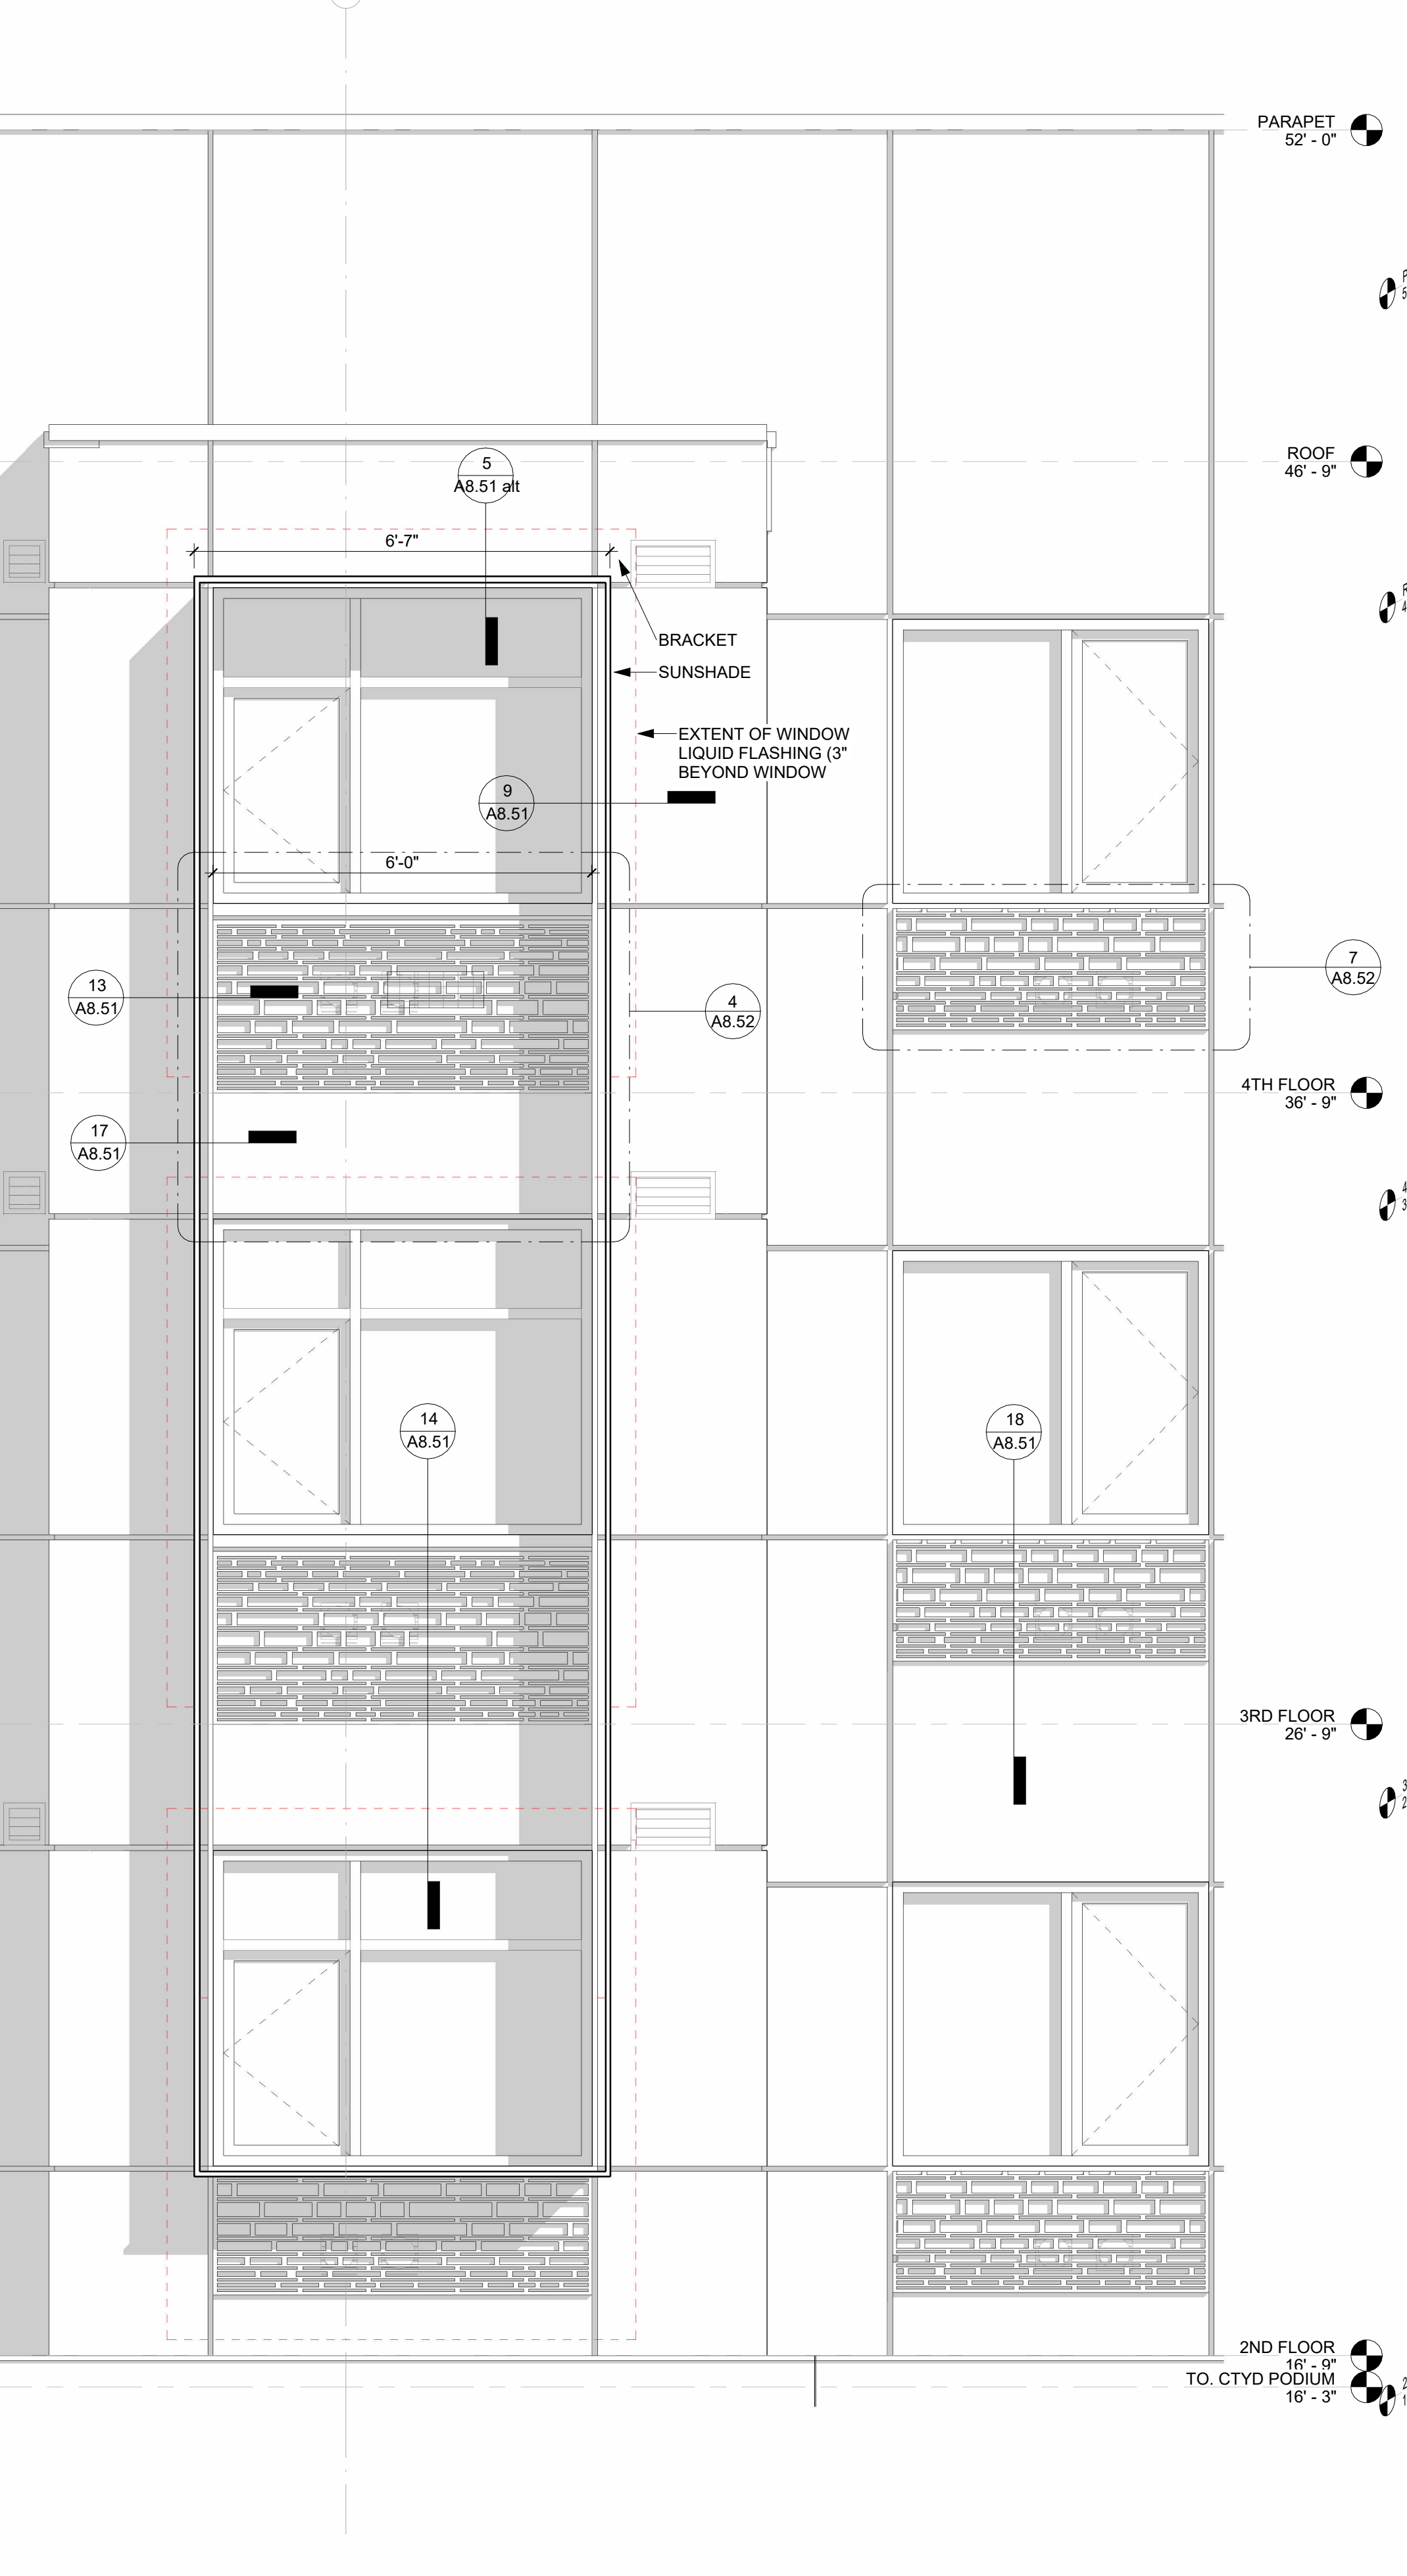 PARAPET
52' - 0"
ROOF
46' - 9"
5
A8.51 alt
6'-7"
BRACKET
SUNSHADE
EXTENT OF WINDOW
LIQUID FLASHING (3"
BEYOND WINDOW
9
A8.51
6'-0"
7
A8.52
13
A8.51
4
A8.52
4TH FLOOR
36' - 9"
17
A8.51
14
A8.51
18
A8.51
3RD FLOOR
26' - 9"
2ND FLOOR
16' - 9"
TO. CTYD PODIUM
16' - 3"